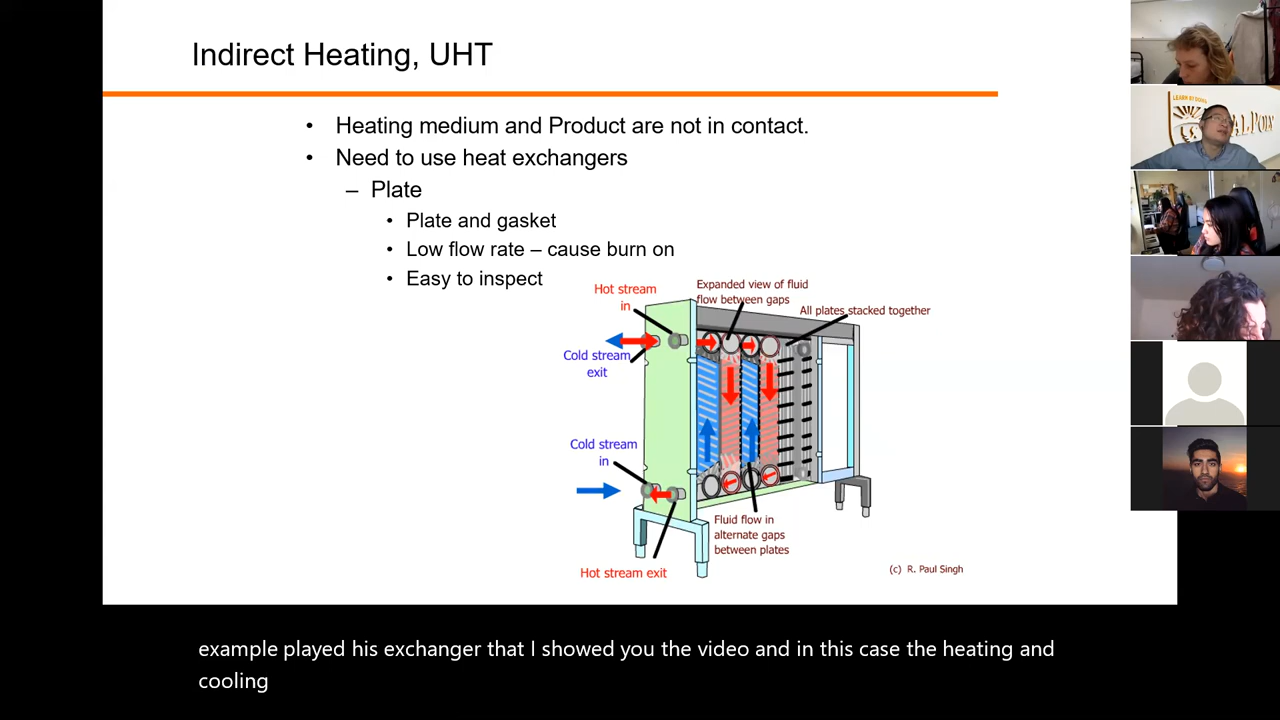 Indirect Heating, UHT
• Heating medium and Product are not in contact.
• Need to use heat exchangers
– Plate
• Plate and gasket
• Low flow rate – cause burn on
• Easy to inspect
Hot stream
in
Expanded view of fluid
flow between gaps
All plates stacked together
Cold stream
exit
Cold stream
in
Fluid flow in
alternate gaps
between plates
Hot stream exit
(c) R. Paul Singh
LEARN BY DOING
example played his exchanger that I showed you the video and in this case the heating and
cooling